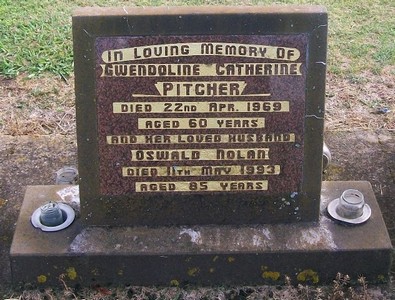 IN LOVING MEMORY OF
GWENDOLINE CATHERINE
PITCHER
DIED 22ND APR. 1969
AGED 60 YEARS
AND HER LOVED HUSBAND
OSWALD NOLAN
DIED 11TH MAY 1993
AGED 85 YEARS